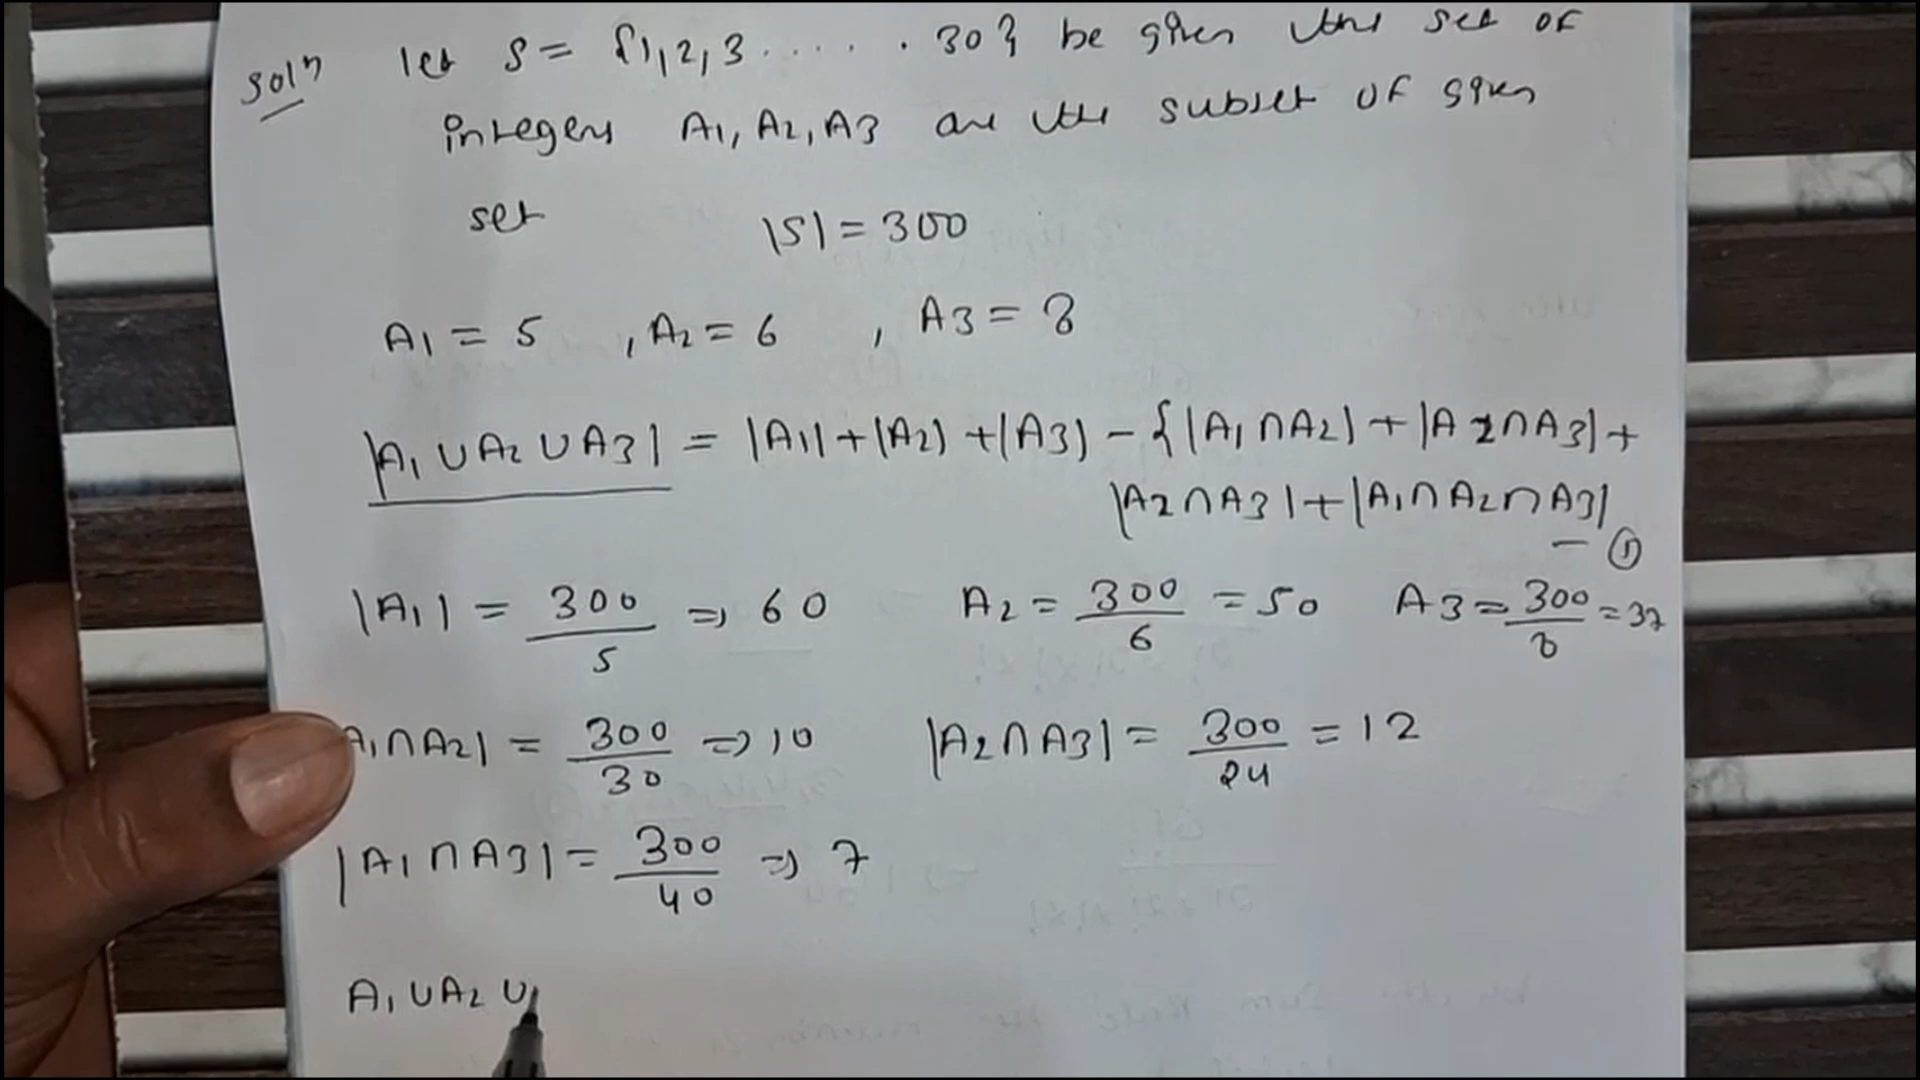 Soln let S = {1,2,3 ...... 30} be given the set of
integers A1, A2, A3 are the subset of given
set |S| = 300
A1 = 5 , A2 = 6 , A3 = 8
|A1 ∪ A2 ∪ A3| = |A1| + |A2| + |A3| - {|A1 ∩ A2| + |A2 ∩ A3| +
|A2 ∩ A3| + |A1 ∩ A2 ∩ A3|
- ①
|A1| = 300/5 => 60 A2 = 300/6 = 50 A3 = 300/8 = 37
A1 ∩ A2| = 300/30 => 10 |A2 ∩ A3| = 300/24 = 12
|A1 ∩ A3| = 300/40 => 7
A1 ∪ A2 ∪